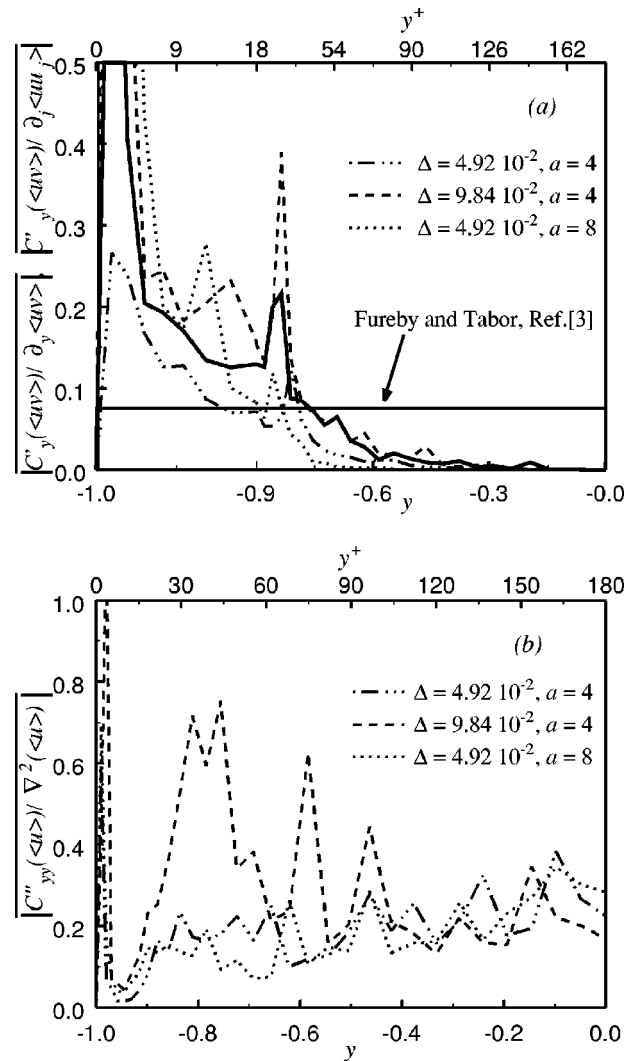 y⁺
0 9 18 34 54 90 126 162
(a)
|C'y(<uv>)/ ∂y<uv>|, |C'y(<uv>)/ ∂j<uuj>|
0.5
0.4
0.3
0.2
0.1
0.0
Δ = 4.92 10⁻², a = 4
Δ = 9.84 10⁻², a = 4
Δ = 4.92 10⁻², a = 8
Fureby and Tabor, Ref.[3]
-1.0 -0.9 -0.6 -0.3 -0.0
y
y⁺
0 30 60 90 120 150 180
(b)
|C''yy(<u>)/ ∇²(<u>)|
1.0
0.8
0.6
0.4
0.2
0.0
Δ = 4.92 10⁻², a = 4
Δ = 9.84 10⁻², a = 4
Δ = 4.92 10⁻², a = 8
-1.0 -0.8 -0.6 -0.4 -0.2 0.0
y